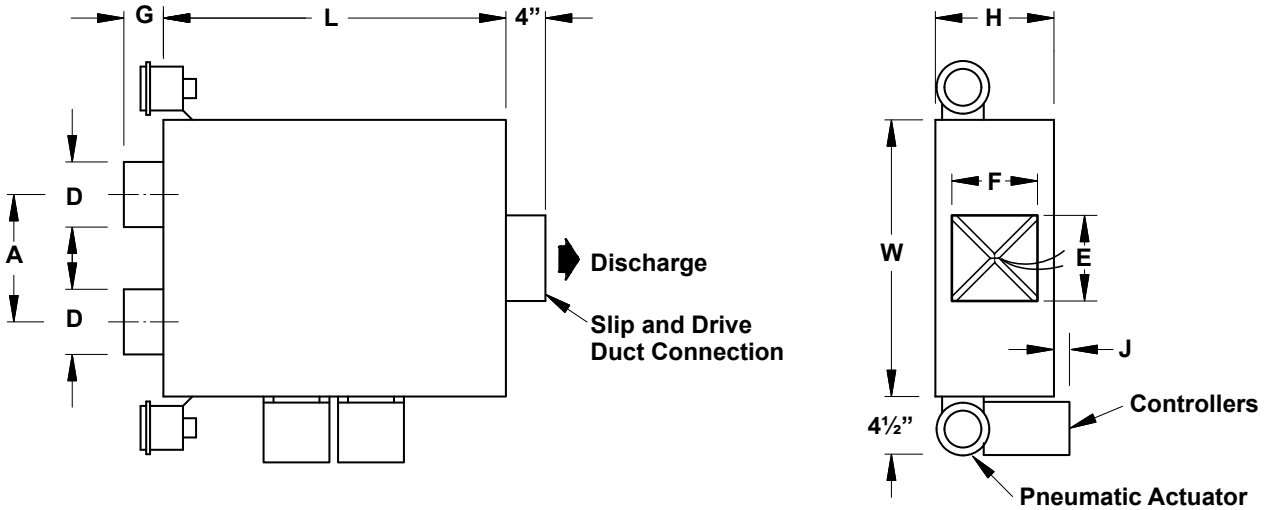 G
L
4”
H
D
A
D
Discharge
Slip and Drive
Duct Connection
F
W
E
J
Controllers
4½”
Pneumatic Actuator